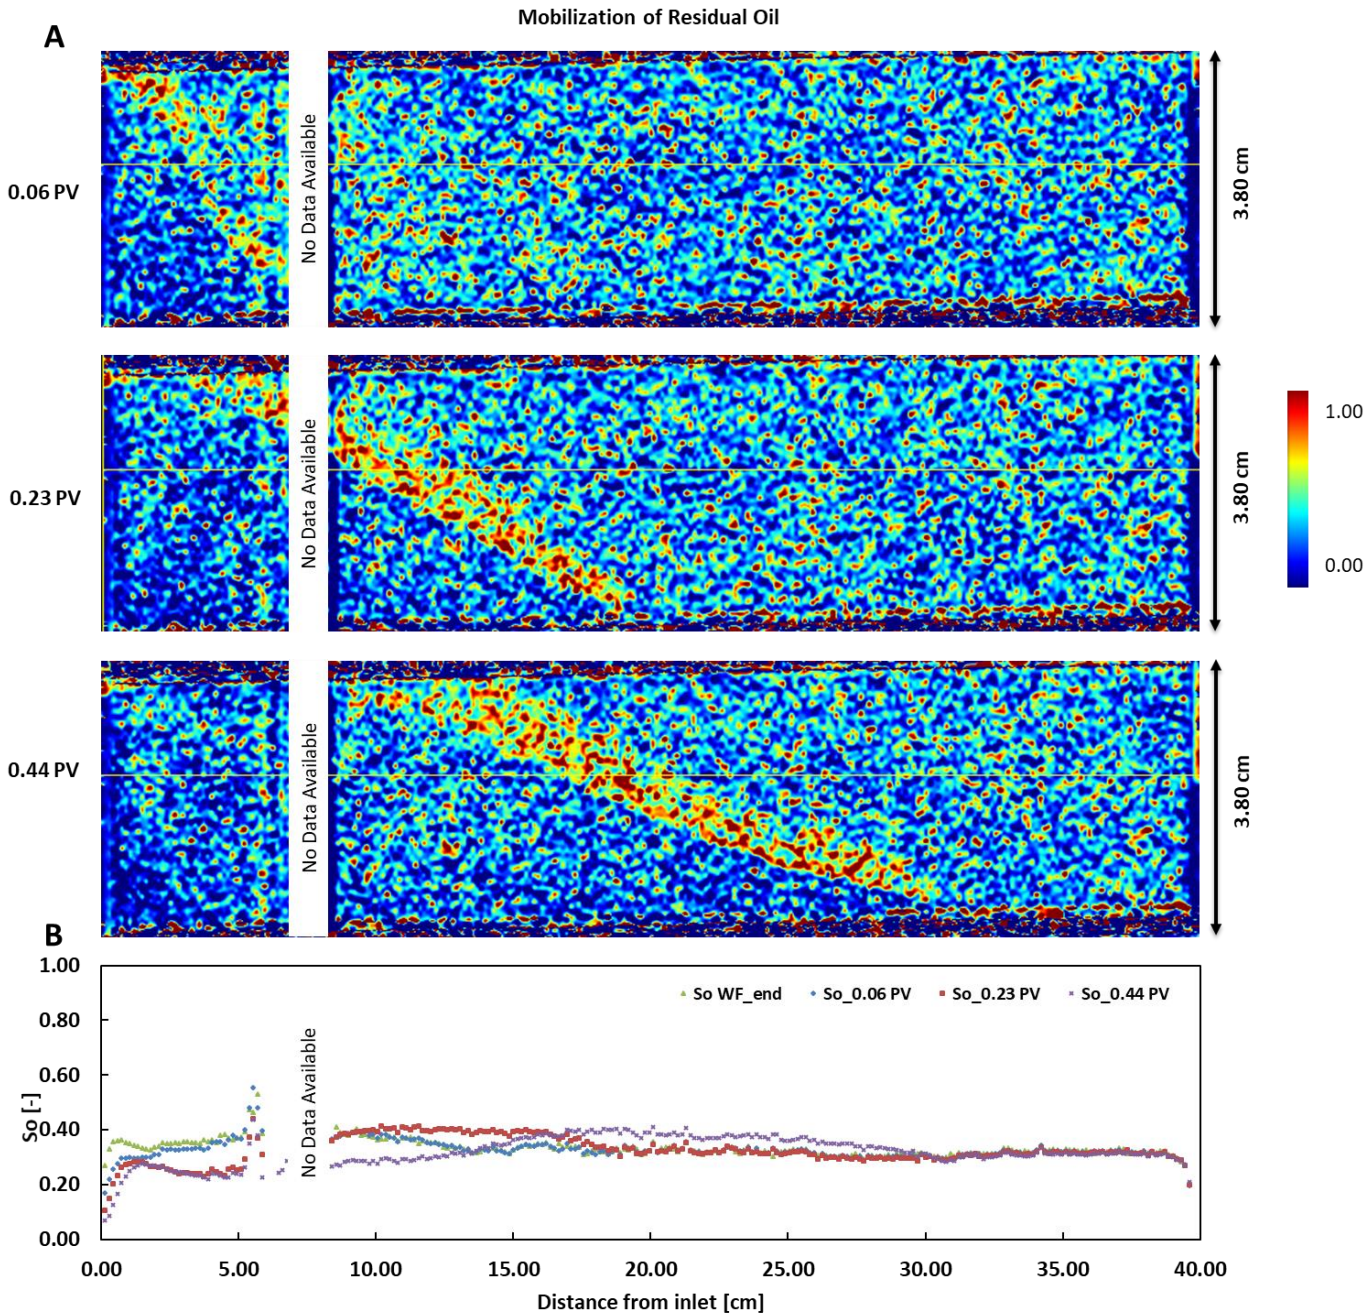 Mobilization of Residual Oil
A
0.06 PV
No Data Available
3.80 cm
0.23 PV
No Data Available
3.80 cm
1.00
0.00
0.44 PV
No Data Available
3.80 cm
B
So [-]
1.00
0.80
0.60
0.40
0.20
0.00
So WF_end So_0.06 PV So_0.23 PV So_0.44 PV
No Data Available
0.00 5.00 10.00 15.00 20.00 25.00 30.00 35.00 40.00
Distance from inlet [cm]